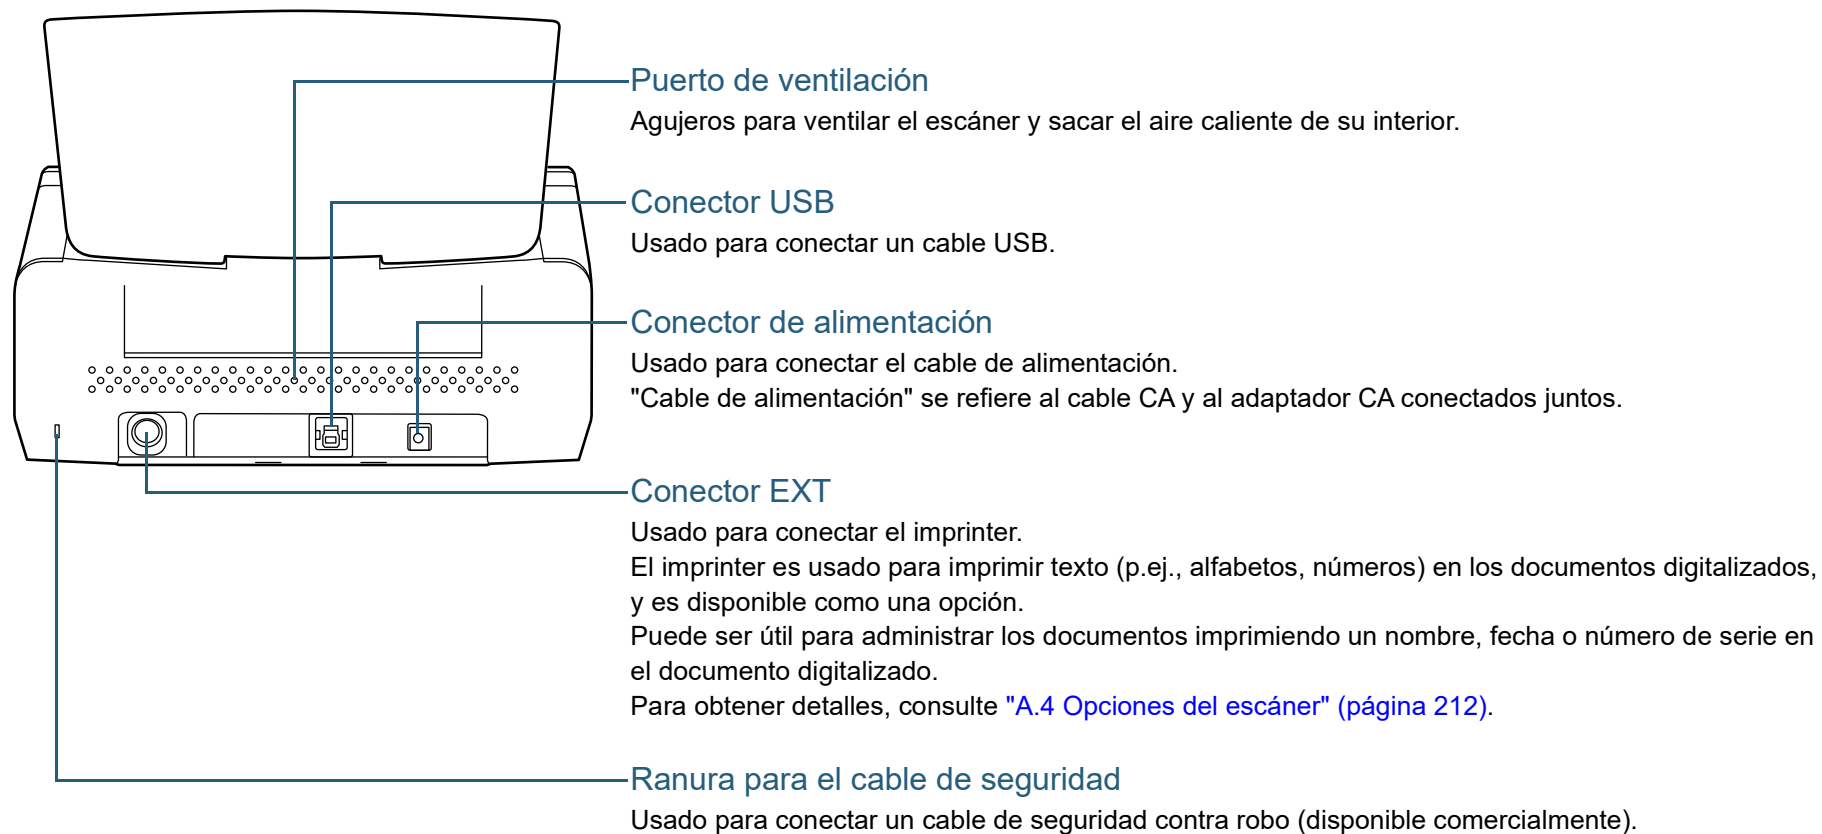 Puerto de ventilación
Agujeros para ventilar el escáner y sacar el aire caliente de su interior.
Conector USB
Usado para conectar un cable USB.
Conector de alimentación
Usado para conectar el cable de alimentación.
"Cable de alimentación" se refiere al cable CA y al adaptador CA conectados juntos.
Conector EXT
Usado para conectar el imprinter.
El imprinter es usado para imprimir texto (p.ej., alfabetos, números) en los documentos digitalizados,
y es disponible como una opción.
Puede ser útil para administrar los documentos imprimiendo un nombre, fecha o número de serie en
el documento digitalizado.
Para obtener detalles, consulte "A.4 Opciones del escáner" (página 212).
Ranura para el cable de seguridad
Usado para conectar un cable de seguridad contra robo (disponible comercialmente).